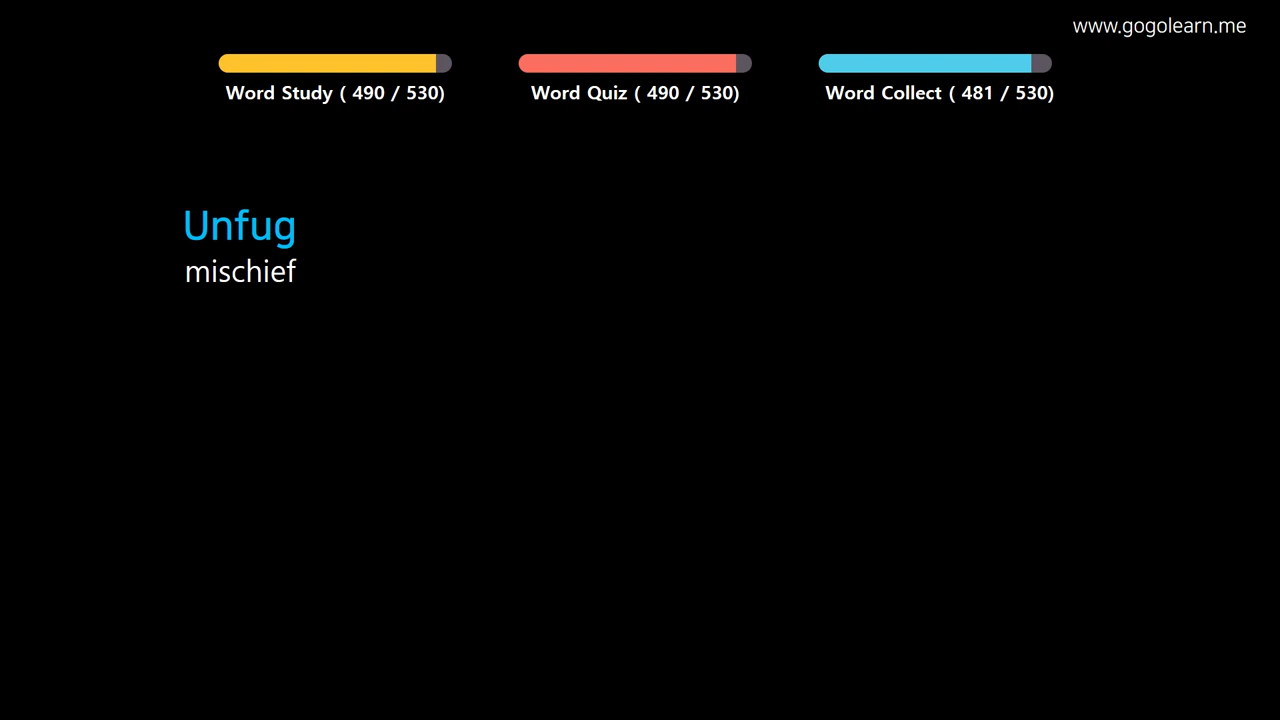 www.gogolearn.me
Word Study ( 490 / 530)
Word Quiz ( 490 / 530)
Word Collect ( 481 / 530)
Unfug
mischief